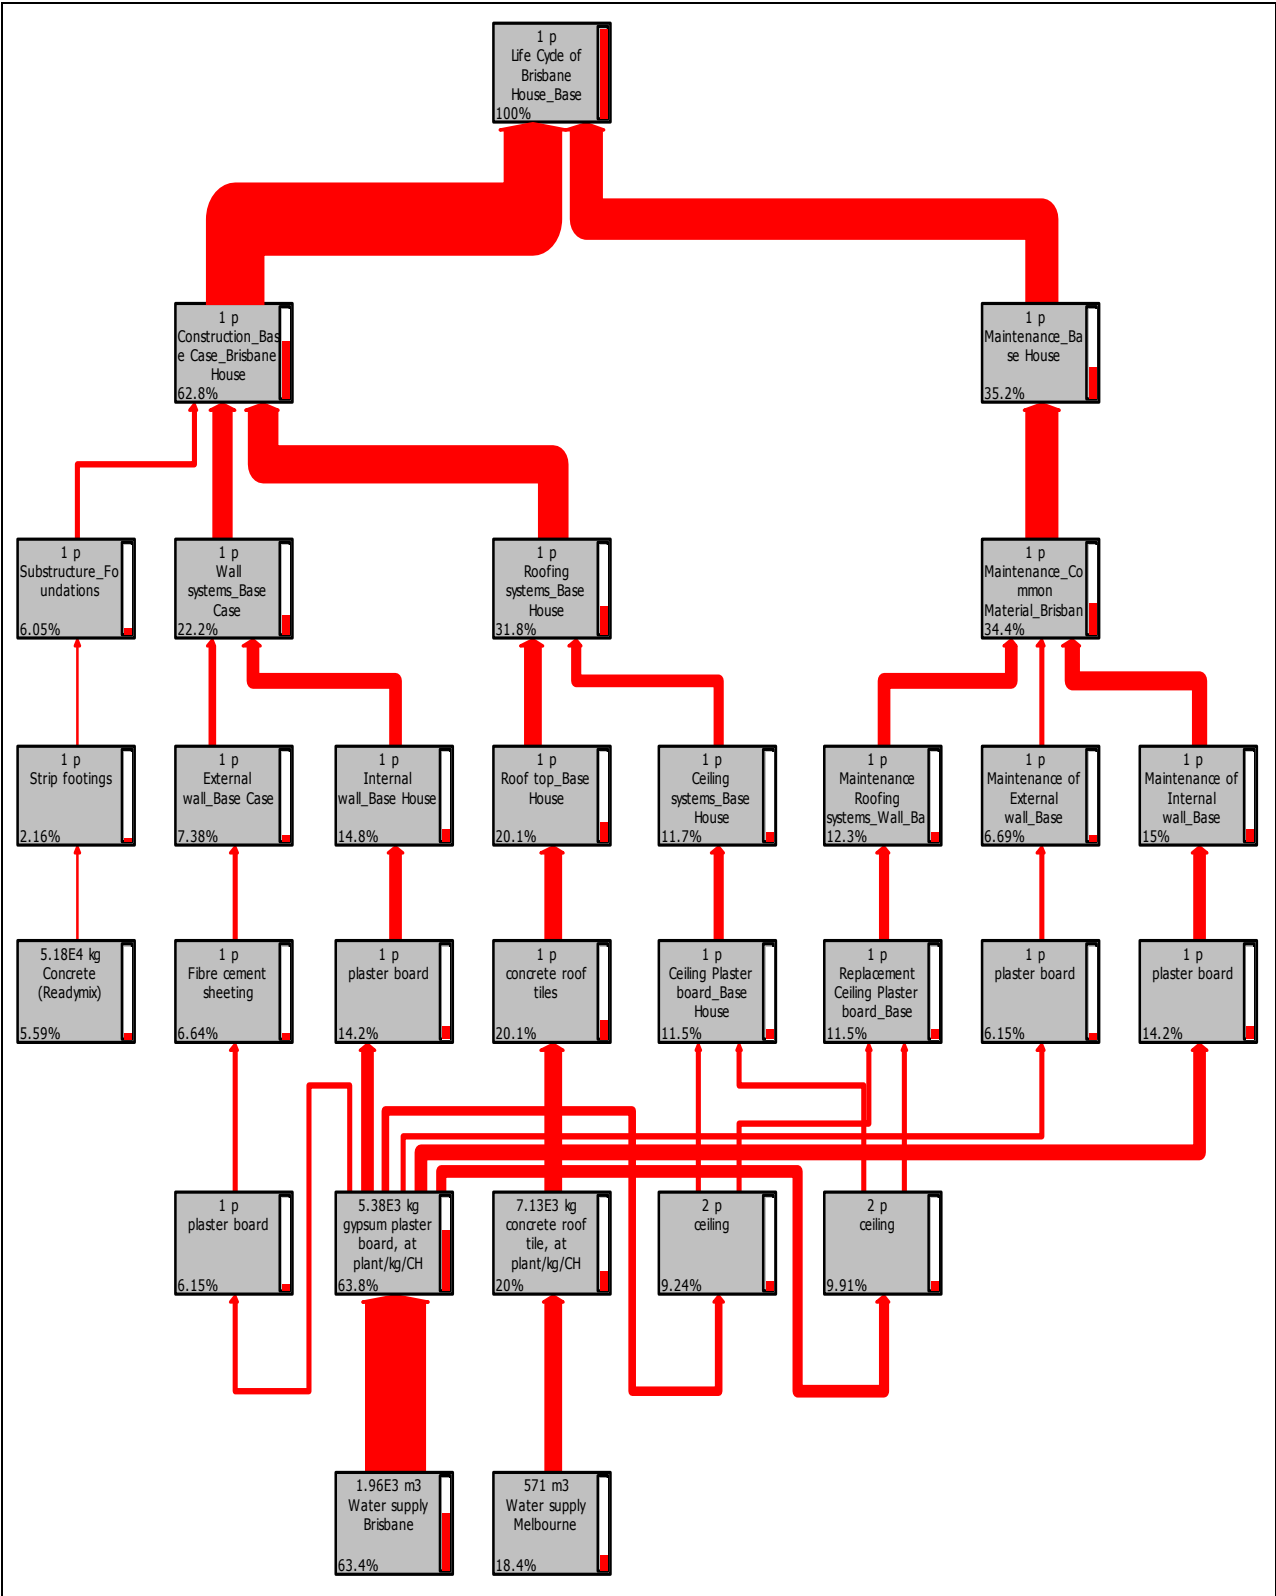 1 p
Life Cycle of
Brisbane
House_Base
100%
1 p
Construction_Bas
e Case_Brisbane
House
62.8%
1 p
Maintenance_Ba
se House
35.2%
1 p
Substructure_Fo
undations
6.05%
1 p
Wall
systems_Base
Case
22.2%
1 p
Roofing
systems_Base
House
31.8%
1 p
Maintenance_Co
mmon
Material_Brisban
34.4%
1 p
Strip footings
2.16%
1 p
External
wall_Base Case
7.38%
1 p
Internal
wall_Base House
14.8%
1 p
Roof top_Base
House
20.1%
1 p
Ceiling
systems_Base
House
11.7%
1 p
Maintenance
Roofing
systems_Wall_Ba
12.3%
1 p
Maintenance of
External
wall_Base
6.69%
1 p
Maintenance of
Internal
wall_Base
15%
5.18E4 kg
Concrete
(Readymix)
5.59%
1 p
Fibre cement
sheeting
6.64%
1 p
plaster board
14.2%
1 p
concrete roof
tiles
20.1%
1 p
Ceiling Plaster
board_Base
House
11.5%
1 p
Replacement
Ceiling Plaster
board_Base
11.5%
1 p
plaster board
6.15%
1 p
plaster board
14.2%
1 p
plaster board
6.15%
5.38E3 kg
gypsum plaster
board, at
plant/kg/CH
63.8%
7.13E3 kg
concrete roof
tile, at
plant/kg/CH
20%
2 p
ceiling
9.24%
2 p
ceiling
9.91%
1.96E3 m3
Water supply
Brisbane
63.4%
571 m3
Water supply
Melbourne
18.4%